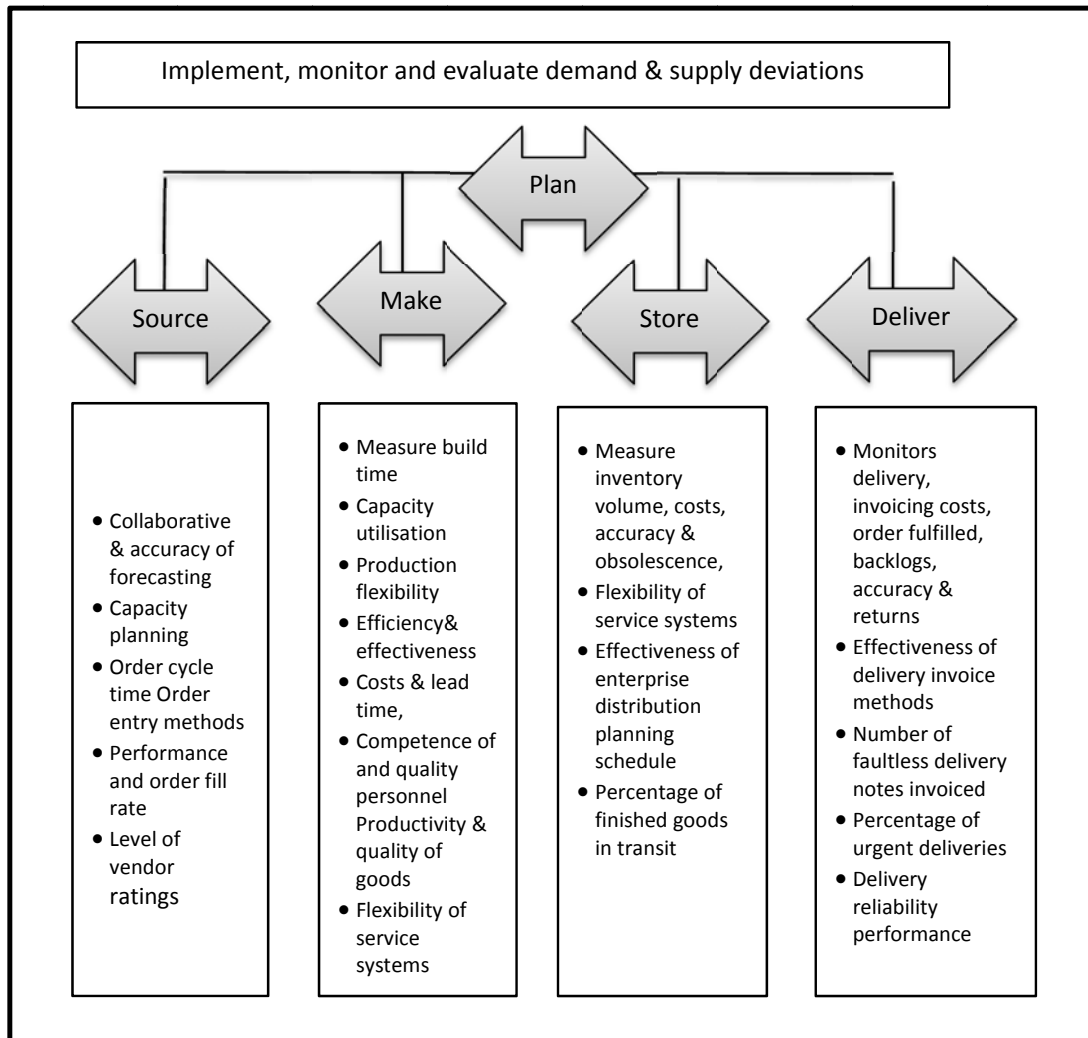 Implement, monitor and evaluate demand & supply deviations
Plan
Source
Make
Store
Deliver
• Collaborative
& accuracy of
forecasting
• Capacity
planning
• Order cycle
time Order
entry methods
• Performance
and order fill
rate
• Level of
vendor
ratings
• Measure build
time
• Capacity
utilisation
• Production
flexibility
• Efficiency&
effectiveness
• Costs & lead
time,
• Competence of
and quality
personnel
Productivity &
quality of
goods
• Flexibility of
service
systems
• Measure
inventory
volume, costs,
accuracy &
obsolescence,
• Flexibility of
service systems
• Effectiveness of
enterprise
distribution
planning
schedule
• Percentage of
finished goods
in transit
• Monitors
delivery,
invoicing costs,
order fulfilled,
backlogs,
accuracy &
returns
• Effectiveness of
delivery invoice
methods
• Number of
faultless delivery
notes invoiced
• Percentage of
urgent deliveries
• Delivery
reliability
performance